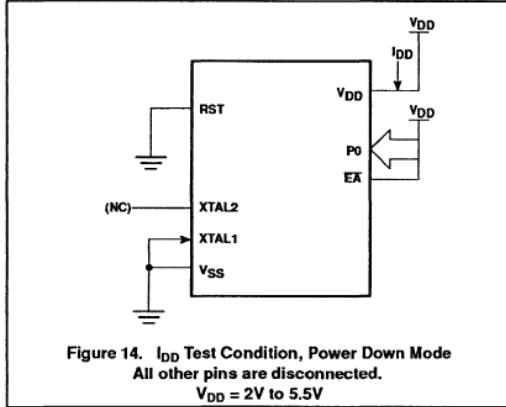 VDD
IDD
VDD
VDD
RST
P0
EA
(NC)
XTAL2
XTAL1
VSS
Figure 14. IDD Test Condition, Power Down Mode
All other pins are disconnected.
VDD = 2V to 5.5V